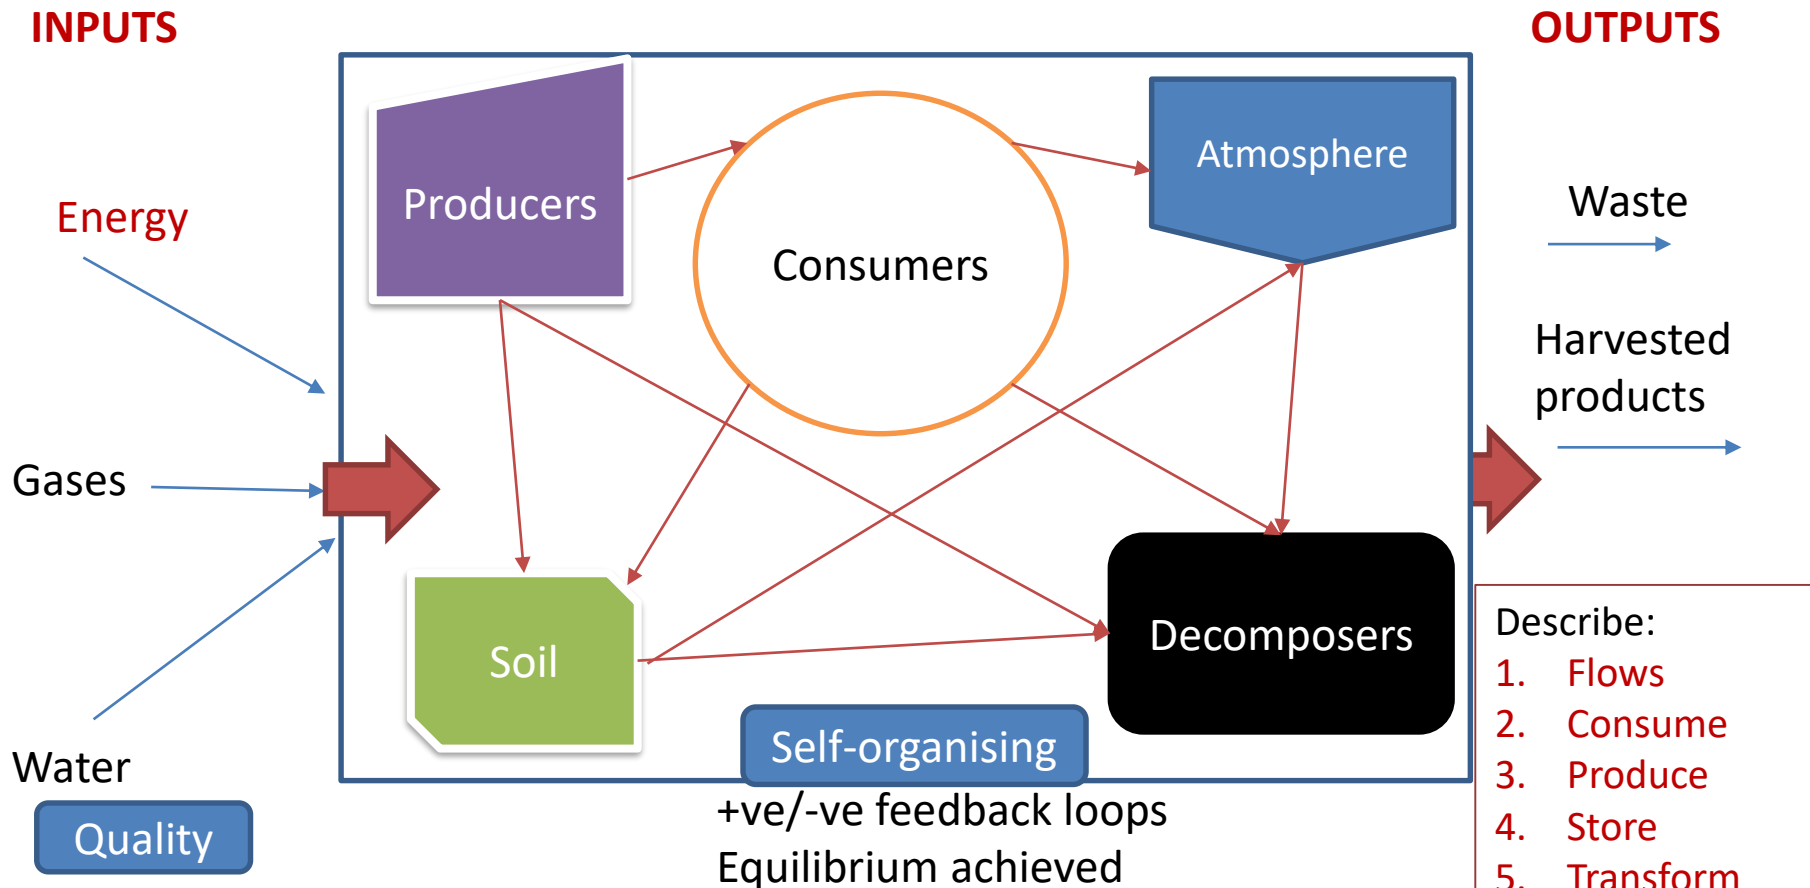 INPUTS
OUTPUTS
Producers
Consumers
Atmosphere
Energy
Waste
Harvested
products
Gases
Soil
Decomposers
Water
Quality
Self-organising
+ve/-ve feedback loops
Equilibrium achieved
Describe:
1. Flows
2. Consume
3. Produce
4. Store
5. Transform